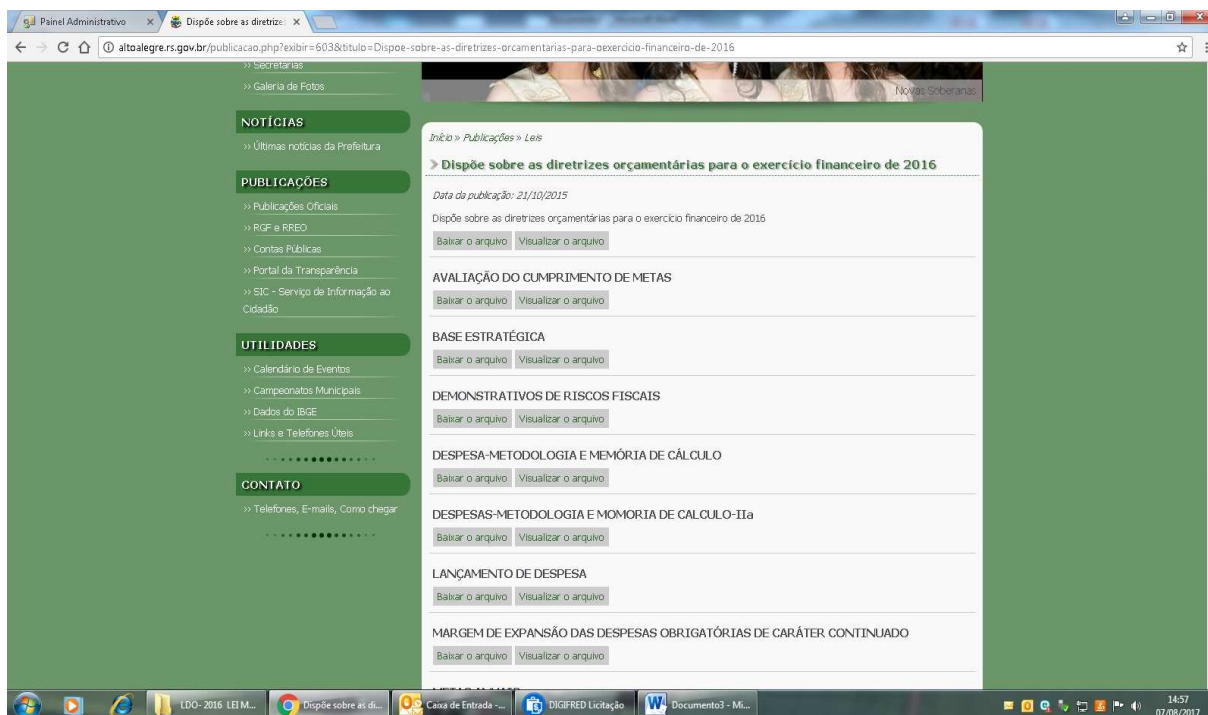 Painel Administrativo
Dispõe sobre as diretrize
altoalegre.rs.gov.br/publicacao.php?exibir=603&titulo=Dispoe-sobre-as-diretrizes-orcamentarias-para-oexercicio-financeiro-de-2016
>> Secretarias
>> Galeria de Fotos
NOTÍCIAS
>> Últimas notícias da Prefeitura
PUBLICAÇÕES
>> Publicações Oficiais
>> RGF e RREO
>> Contas Públicas
>> Portal da Transparência
>> SIC - Serviço de Informação ao
Cidadão
UTILIDADES
>> Calendário de Eventos
>> Campeonatos Municipais
>> Dados do IBGE
>> Links e Telefones Úteis
CONTATO
>> Telefones, E-mails, Como chegar
Novas Soberanas
Início » Publicações » Leis
Dispõe sobre as diretrizes orçamentárias para o exercício financeiro de 2016
Data da publicação: 21/10/2015
Dispõe sobre as diretrizes orçamentárias para o exercício financeiro de 2016
Baixar o arquivo Visualizar o arquivo
AVALIAÇÃO DO CUMPRIMENTO DE METAS
Baixar o arquivo Visualizar o arquivo
BASE ESTRATÉGICA
Baixar o arquivo Visualizar o arquivo
DEMONSTRATIVOS DE RISCOS FISCAIS
Baixar o arquivo Visualizar o arquivo
DESPESA-METODOLOGIA E MEMÓRIA DE CÁLCULO
Baixar o arquivo Visualizar o arquivo
DESPESAS-METODOLOGIA E MOMORIA DE CALCULO-IIa
Baixar o arquivo Visualizar o arquivo
LANÇAMENTO DE DESPESA
Baixar o arquivo Visualizar o arquivo
MARGEM DE EXPANSÃO DAS DESPESAS OBRIGATÓRIAS DE CARÁTER CONTINUADO
Baixar o arquivo Visualizar o arquivo
LDO- 2016 LEI M...
Dispõe sobre as di...
Caixa de Entrada -...
DIGIFRED Licitação
Documento3 - Mi...
14:57
07/08/2017